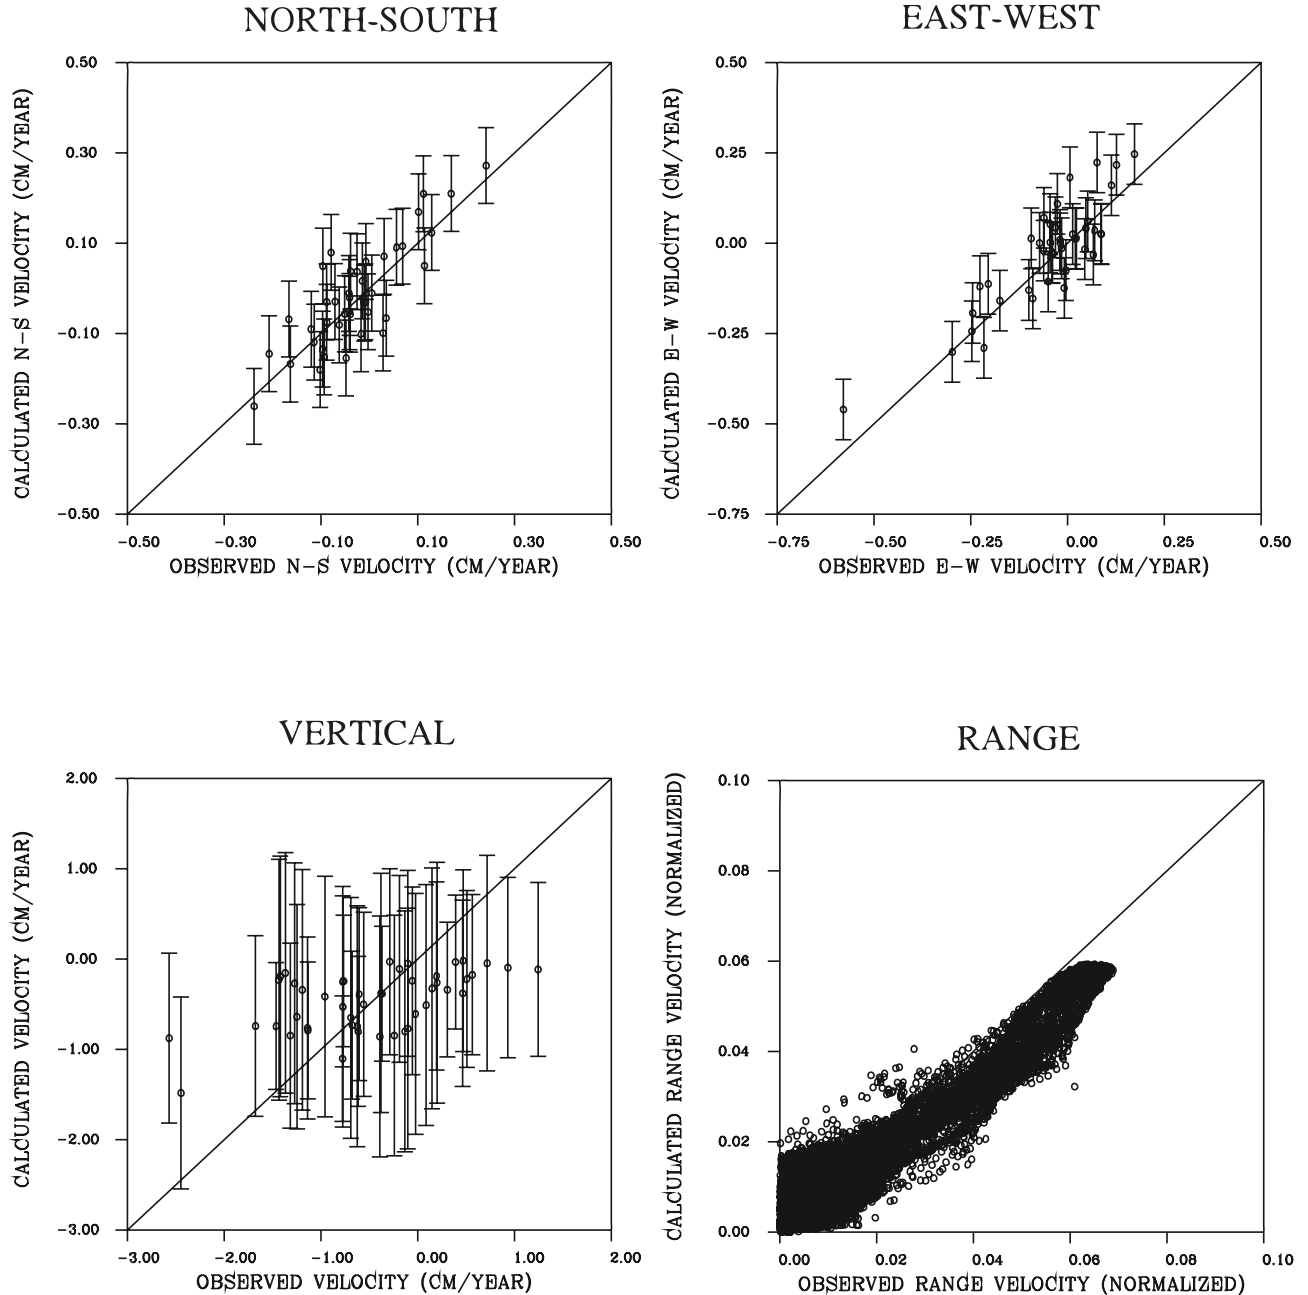 NORTH-SOUTH
CALCULATED N-S VELOCITY (CM/YEAR)
0.50
0.30
0.10
-0.10
-0.30
-0.50
-0.50 -0.30 -0.10 0.10 0.30 0.50
OBSERVED N-S VELOCITY (CM/YEAR)
EAST-WEST
CALCULATED E-W VELOCITY (CM/YEAR)
0.50
0.25
0.00
-0.25
-0.50
-0.75
-0.75 -0.50 -0.25 0.00 0.25 0.50
OBSERVED E-W VELOCITY (CM/YEAR)
VERTICAL
CALCULATED VELOCITY (CM/YEAR)
2.00
1.00
0.00
-1.00
-2.00
-3.00
-3.00 -2.00 -1.00 0.00 1.00 2.00
OBSERVED VELOCITY (CM/YEAR)
RANGE
CALCULATED RANGE VELOCITY (NORMALIZED)
0.10
0.08
0.06
0.04
0.02
0.00
0.00 0.02 0.04 0.06 0.08 0.10
OBSERVED RANGE VELOCITY (NORMALIZED)